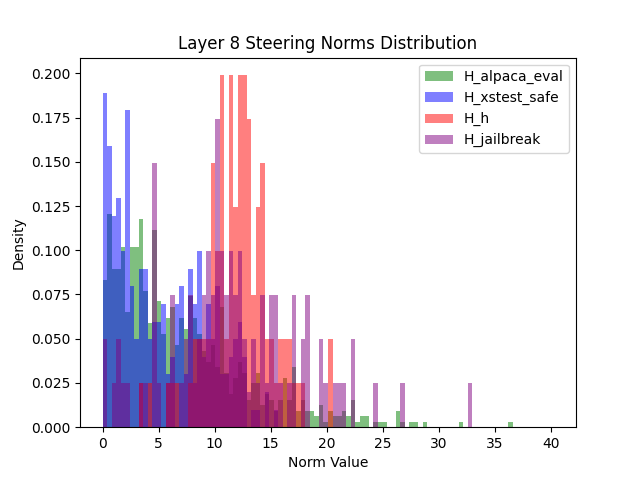 Layer 8 Steering Norms Distribution
H_alpaca_eval
H_xstest_safe
H_h
H_jailbreak
0.200
0.175
0.150
0.125
0.100
0.075
0.050
0.025
0.000
Density
0 5 10 15 20 25 30 35 40
Norm Value